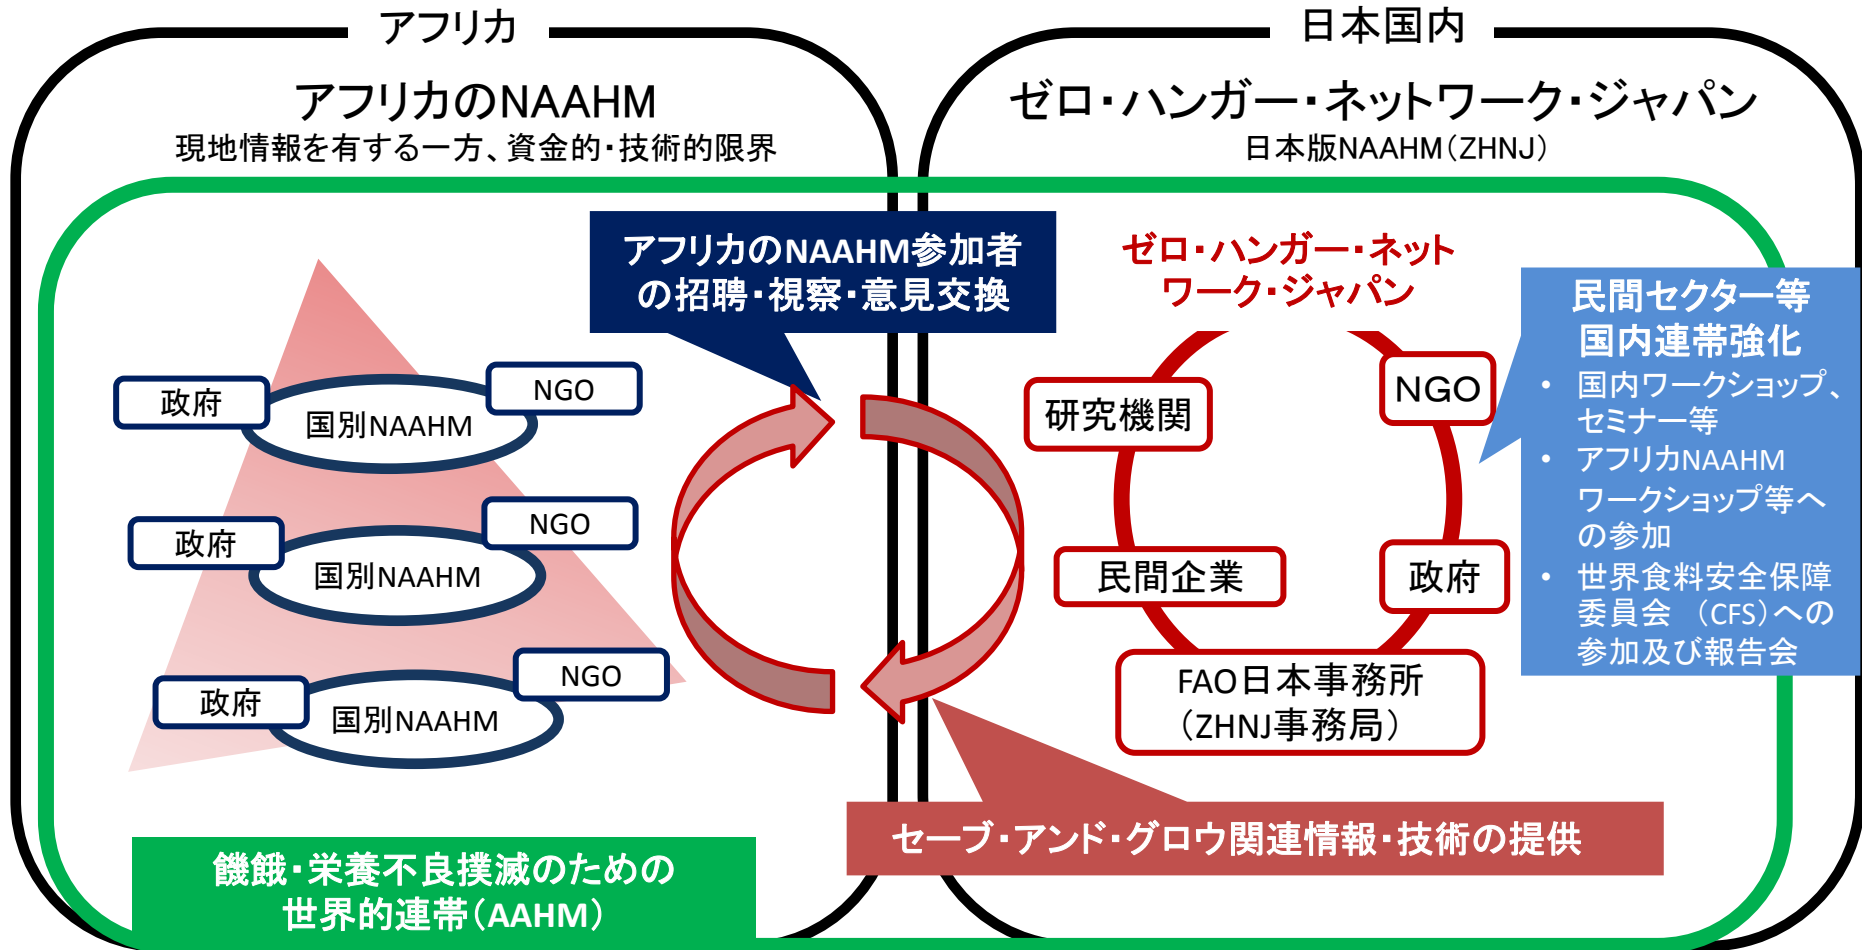 アフリカ
アフリカのNAAHM
現地情報を有する一方、資金的・技術的限界
日本国内
ゼロ・ハンガー・ネットワーク・ジャパン
日本版NAAHM(ZHNJ)
アフリカのNAAHM参加者
の招聘・視察・意見交換
政府
国別NAAHM
NGO
政府
国別NAAHM
NGO
政府
国別NAAHM
NGO
ゼロ・ハンガー・ネット
ワーク・ジャパン
研究機関
NGO
民間企業
政府
FAO日本事務所
(ZHNJ事務局)
民間セクター等
国内連帯強化
• 国内ワークショップ、
セミナー等
• アフリカNAAHM
ワークショップ等へ
の参加
• 世界食料安全保障
委員会 (CFS)への
参加及び報告会
セーブ・アンド・グロウ関連情報・技術の提供
饑餓・栄養不良撲滅のための
世界的連帯(AAHM)